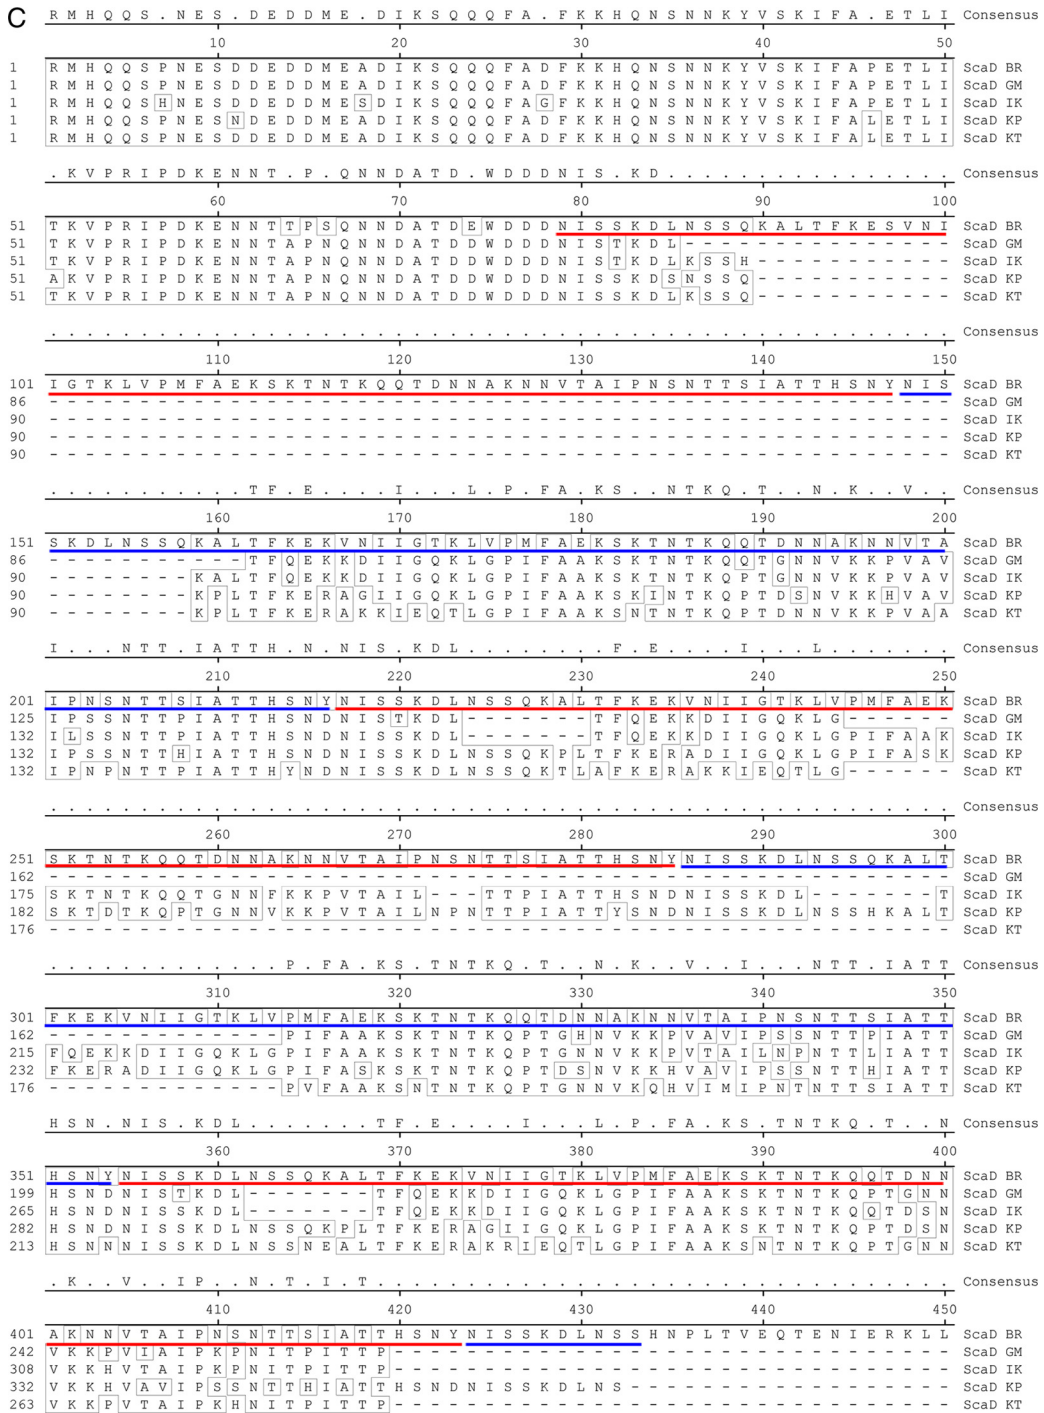 C
R M H Q Q S . N E S . D E D D M E . D I K S Q Q Q F A . F K K H Q N S N N K Y V S K I F A . E T L I Consensus
10 20 30 40 50
1 R M H Q Q S P N E S D D E D D M E A D I K S Q Q Q F A D F K K H Q N S N N K Y V S K I F A P E T L I ScaD BR
1 R M H Q Q S P N E S D D E D D M E A D I K S Q Q Q F A D F K K H Q N S N N K Y V S K I F A P E T L I ScaD GM
1 R M H Q Q S H N E S D D E D D M E S D I K S Q Q Q F A G F K K H Q N S N N K Y V S K I F A P E T L I ScaD IK
1 R M H Q Q S P N E S N D E D D M E A D I K S Q Q Q F A D F K K H Q N S N N K Y V S K I F A L E T L I ScaD KP
1 R M H Q Q S P N E S D D E D D M E A D I K S Q Q Q F A D F K K H Q N S N N K Y V S K I F A L E T L I ScaD KT
. K V P R I P D K E N N T . P . Q N N D A T D . W D D D N I S . K D . . . . . . . . . . . . . . . . Consensus
60 70 80 90 100
51 T K V P R I P D K E N N T T P S Q N N D A T D E W D D D N I S S K D L N S S Q K A L T F K E S V N I ScaD BR
51 T K V P R I P D K E N N T A P N Q N N D A T D D W D D D N I S T K D L - - - - - - - - - - - - - - - ScaD GM
51 T K V P R I P D K E N N T A P N Q N N D A T D D W D D D N I S T K D L K S S H - - - - - - - - - - - ScaD IK
51 A K V P R I P D K E N N T A P N Q N N D A T D D W D D D N I S S K D S N S S Q - - - - - - - - - - - ScaD KP
51 T K V P R I P D K E N N T A P N Q N N D A T D D W D D D N I S S K D L K S S Q - - - - - - - - - - - ScaD KT
. . . . . . . . . . . . . . . . . . . . . . . . . . . . . . . . . . . . . . . . . . . . . . . . . . Consensus
110 120 130 140 150
101 I G T K L V P M F A E K S K T N T K Q Q T D N N A K N N V T A I P N S N T T S I A T T H S N Y N I S ScaD BR
86 - - - - - - - - - - - - - - - - - - - - - - - - - - - - - - - - - - - - - - - - - - - - - - - - - - ScaD GM
90 - - - - - - - - - - - - - - - - - - - - - - - - - - - - - - - - - - - - - - - - - - - - - - - - - - ScaD IK
90 - - - - - - - - - - - - - - - - - - - - - - - - - - - - - - - - - - - - - - - - - - - - - - - - - - ScaD KP
90 - - - - - - - - - - - - - - - - - - - - - - - - - - - - - - - - - - - - - - - - - - - - - - - - - - ScaD KT
. . . . . . . . . . . T F . E . . . . I . . . L . P . F A . K S . . N T K Q . T . . N . K . . V . . Consensus
160 170 180 190 200
151 S K D L N S S Q K A L T F K E K V N I I G T K L V P M F A E K S K T N T K Q Q T D N N A K N N V T A ScaD BR
86 - - - - - - - - - - - T F Q E K K D I I G Q K L G P I F A A K S K T N T K Q Q T G N N V K K P V A V ScaD GM
90 - - - - - - - - K A L T F Q E K K D I I G Q K L G P I F A A K S K T N T K Q P T G N N V K K P V A V ScaD IK
90 - - - - - - - - K P L T F K E R A G I I G Q K L G P I F A A K S K I N T K Q P T D S N V K K H V A V ScaD KP
90 - - - - - - - - K P L T F K E R A K K I E Q T L G P I F A A K S N T N T K Q P T D N N V K K P V A A ScaD KT
I . . . N T T . I A T T H . N . N I S . K D L . . . . . . . . F . E . . . . I . . . L . . . . . . . Consensus
210 220 230 240 250
201 I P N S N T T S I A T T H S N Y N I S S K D L N S S Q K A L T F K E K V N I I G T K L V P M F A E K ScaD BR
125 I P S S N T T P I A T T H S N D N I S T K D L - - - - - - - T F Q E K K D I I G Q K L G - - - - - - ScaD GM
132 I L S S N T T P I A T T H S N D N I S S K D L - - - - - - - T F Q E K K D I I G Q K L G P I F A A K ScaD IK
132 I P S S N T T H I A T T H S N D N I S S K D L N S S Q K P L T F K E R A D I I G Q K L G P I F A S K ScaD KP
132 I P N P N T T P I A T T H Y N D N I S S K D L N S S Q K T L A F K E R A K K I E Q T L G - - - - - - ScaD KT
. . . . . . . . . . . . . . . . . . . . . . . . . . . . . . . . . . . . . . . . . . . . . . . . . . Consensus
260 270 280 290 300
251 S K T N T K Q Q T D N N A K N N V T A I P N S N T T S I A T T H S N Y N I S S K D L N S S Q K A L T ScaD BR
162 - - - - - - - - - - - - - - - - - - - - - - - - - - - - - - - - - - - - - - - - - - - - - - - - - - ScaD GM
175 S K T N T K Q Q T G N N F K K P V T A I L - - - T T P I A T T H S N D N I S S K D L - - - - - - - T ScaD IK
182 S K T D T K Q P T G N N V K K P V T A I L N P N T T P I A T T Y S N D N I S S K D L N S S H K A L T ScaD KP
176 - - - - - - - - - - - - - - - - - - - - - - - - - - - - - - - - - - - - - - - - - - - - - - - - - - ScaD KT
. . . . . . . . . . . . . P . F A . K S . T N T K Q . T . . N . K . . V . . I . . . N T T . I A T T Consensus
310 320 330 340 350
301 F K E K V N I I G T K L V P M F A E K S K T N T K Q Q T D N N A K N N V T A I P N S N T T S I A T T ScaD BR
162 - - - - - - - - - - - - - P I F A A K S K T N T K Q P T G H N V K K P V A V I P S S N T T P I A T T ScaD GM
215 F Q E K K D I I G Q K L G P I F A A K S K T N T K Q P T G N N V K K P V T A I L N P N T T L I A T T ScaD IK
232 F K E R A D I I G Q K L G P I F A S K S K T N T K Q P T D S N V K K H V A V I P S S N T T H I A T T ScaD KP
176 - - - - - - - - - - - - - P V F A A K S N T N T K Q P T G N N V K Q H V I M I P N T N T T S I A T T ScaD KT
H S N . N I S . K D L . . . . . . . T F . E . . . . I . . . L . P . F A . K S . T N T K Q . T . . N Consensus
360 370 380 390 400
351 H S N Y N I S S K D L N S S Q K A L T F K E K V N I I G T K L V P M F A E K S K T N T K Q Q T D N N ScaD BR
199 H S N D N I S T K D L - - - - - - - T F Q E K K D I I G Q K L G P I F A A K S K T N T K Q P T G N N ScaD GM
265 H S N D N I S S K D L - - - - - - - T F Q E K K D I I G Q K L G P I F A A K S K T N T K Q Q T D S N ScaD IK
282 H S N D N I S S K D L N S S Q K P L T F K E R A G I I G Q K L G P I F A A K S K T N T K Q P T D S N ScaD KP
213 H S N N N I S S K D L N S S N E A L T F K E R A K R I E Q T L G P I F A A K S N T N T K Q P T G N N ScaD KT
. K . . V . . I P . . N . T . I . T . . . . . . . . . . . . . . . . . . . . . . . . . . . . . . . . Consensus
410 420 430 440 450
401 A K N N V T A I P N S N T T S I A T T H S N Y N I S S K D L N S S H N P L T V E Q T E N I E R K L L ScaD BR
242 V K K P V I A I P K P N I T P I T T P - - - - - - - - - - - - - - - - - - - - - - - - - - - - - - - ScaD GM
308 V K K H V T A I P K P N I T P I T T P - - - - - - - - - - - - - - - - - - - - - - - - - - - - - - - ScaD IK
332 V K K H V A V I P S S N T T H I A T T H S N D N I S S K D L N S - - - - - - - - - - - - - - - - - - ScaD KP
263 V K K P V T A I P K H N I T P I T T P - - - - - - - - - - - - - - - - - - - - - - - - - - - - - - - ScaD KT